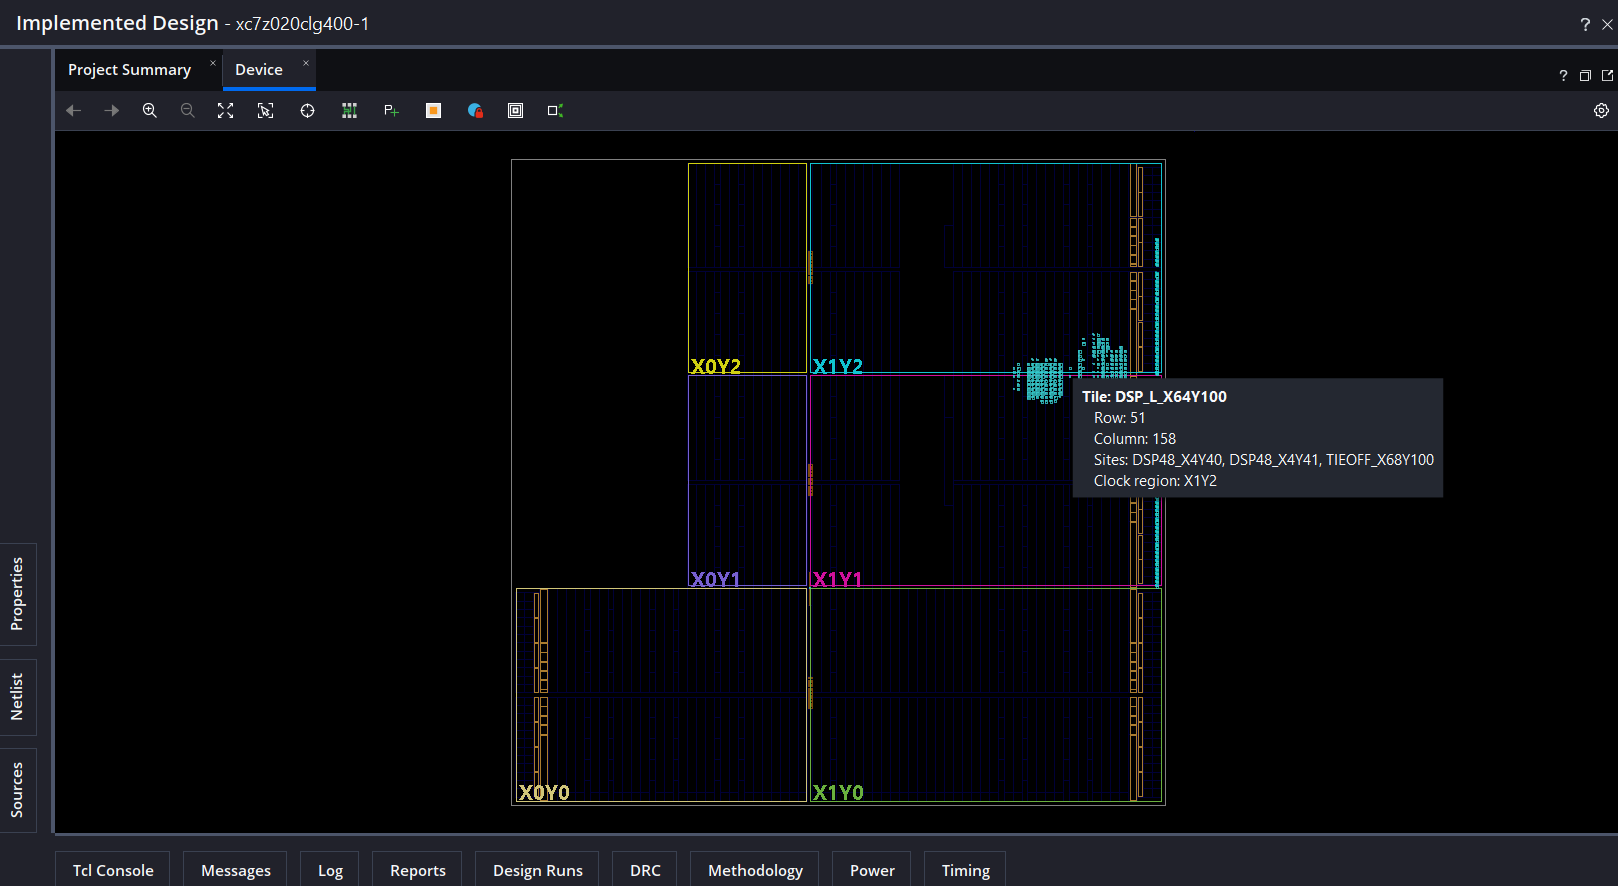 Implemented Design - xc7z020clg400-1
? ×
Project Summary × Device ×
?
P+
X0Y2 X1Y2
Tile: DSP_L_X64Y100
Row: 51
Column: 158
Sites: DSP48_X4Y40, DSP48_X4Y41, TIEOFF_X68Y100
Clock region: X1Y2
X0Y1 X1Y1
X0Y0 X1Y0
Properties
Netlist
Sources
Tcl Console Messages Log Reports Design Runs DRC Methodology Power Timing